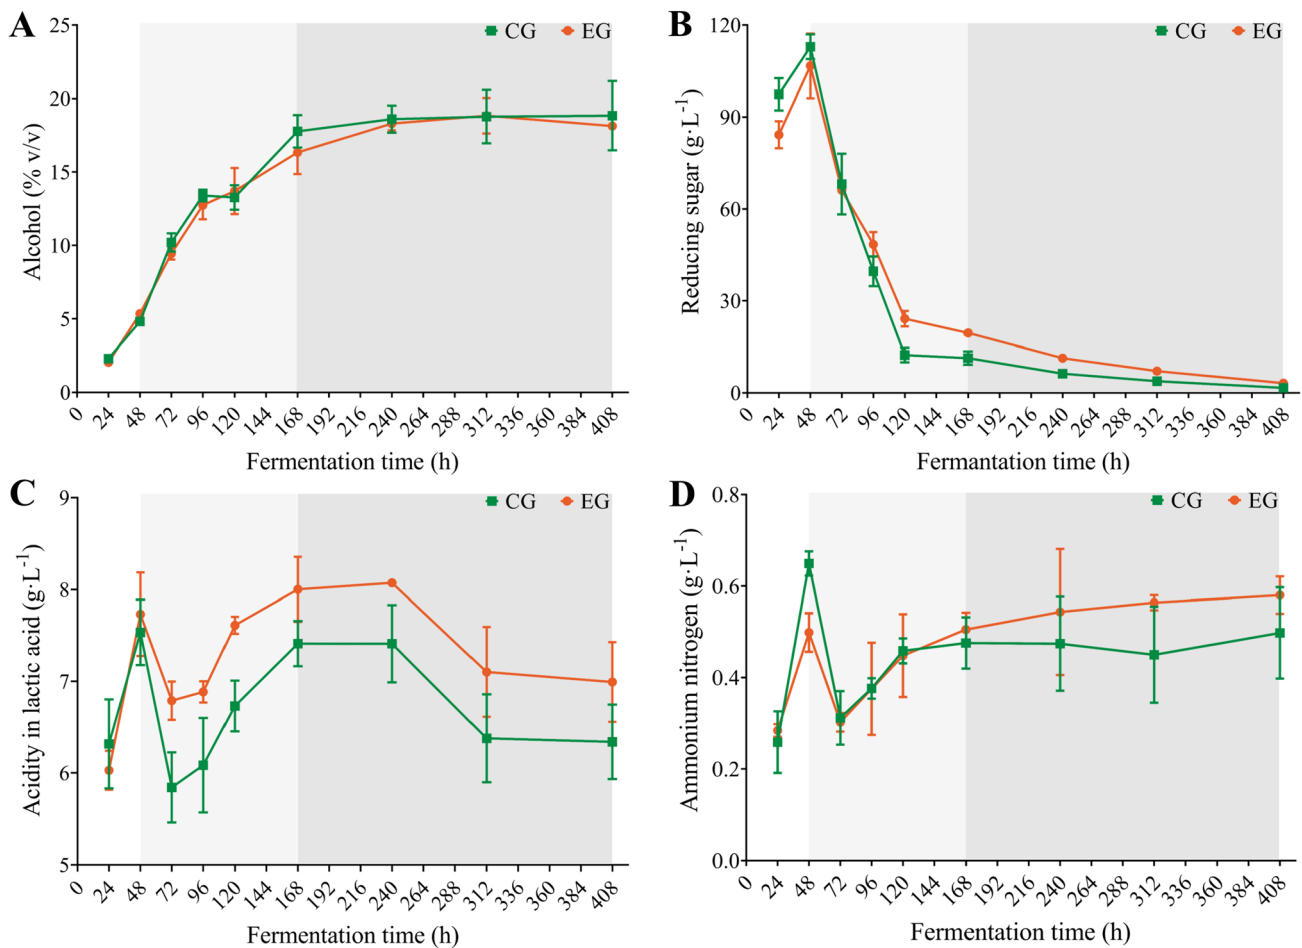 A
CG EG
25
20
15
10
5
0
Alcohol (% v/v)
0 24 48 72 96 120 144 168 192 216 240 264 288 312 336 360 384 408
Fermentation time (h)
B
CG EG
120
90
60
30
0
Reducing sugar (g·L⁻¹)
0 24 48 72 96 120 144 168 192 216 240 264 288 312 336 360 384 408
Fermantation time (h)
C
CG EG
9
8
7
6
5
Acidity in lactic acid (g·L⁻¹)
0 24 48 72 96 120 144 168 192 216 240 264 288 312 336 360 384 408
Fermentation time (h)
D
CG EG
0.8
0.6
0.4
0.2
0.0
Ammonium nitrogen (g·L⁻¹)
0 24 48 72 96 120 144 168 192 216 240 264 288 312 336 360 384 408
Fermentation time (h)